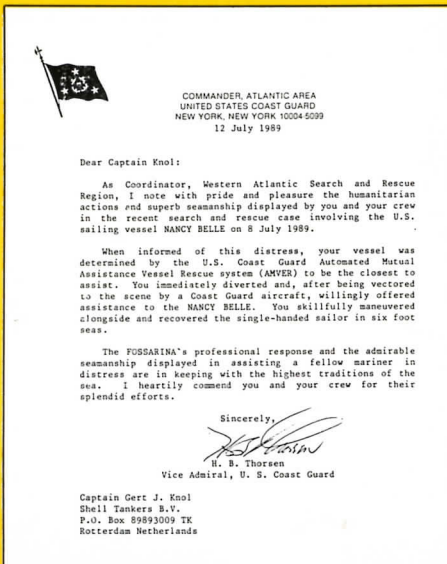 COMMANDER, ATLANTIC AREA
UNITED STATES COAST GUARD
NEW YORK, NEW YORK 10004-5099
12 July 1989
Dear Captain Knol:
As Coordinator, Western Atlantic Search and Rescue
Region, I note with pride and pleasure the humanitarian
actions and superb seamanship displayed by you and your crew
in the recent search and rescue case involving the U.S.
sailing vessel NANCY BELLE on 8 July 1989.
When informed of this distress, your vessel was
determined by the U.S. Coast Guard Automated Mutual
Assistance Vessel Rescue system (AMVER) to be the closest to
assist. You immediately diverted and, after being vectored
to the scene by a Coast Guard aircraft, willingly offered
assistance to the NANCY BELLE. You skillfully maneuvered
alongside and recovered the single-handed sailor in six foot
seas.
The FOSSARINA's professional response and the admirable
seamanship displayed in assisting a fellow mariner in
distress are in keeping with the highest traditions of the
sea. I heartily commend you and your crew for their
splendid efforts.
Sincerely,
H. B. Thorsen
Vice Admiral, U. S. Coast Guard
Captain Gert J. Knol
Shell Tankers B.V.
P.O. Box 89893009 TK
Rotterdam Netherlands